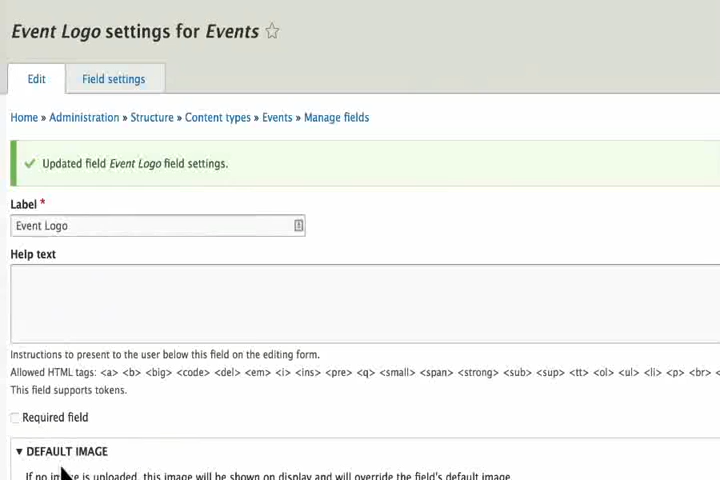 Event Logo settings for Events
Edit
Field settings
Home » Administration » Structure » Content types » Events » Manage fields
Updated field Event Logo field settings.
Label *
Event Logo
Help text
Instructions to present to the user below this field on the editing form.
Allowed HTML tags: <a> <b> <big> <code> <del> <em> <i> <ins> <pre> <q> <small> <span> <strong> <sub> <sup> <tt> <ol> <ul> <li> <p> <br> <
This field supports tokens.
Required field
DEFAULT IMAGE
If no image is uploaded, this image will be shown on display and will override the field's default image.